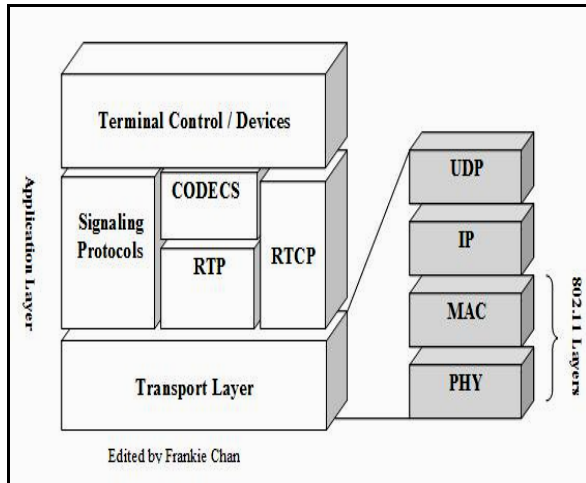 Terminal Control / Devices
Application Layer
Signaling
Protocols
CODECS
RTP
RTCP
Transport Layer
UDP
IP
MAC
PHY
802.11 Layers
Edited by Frankie Chan